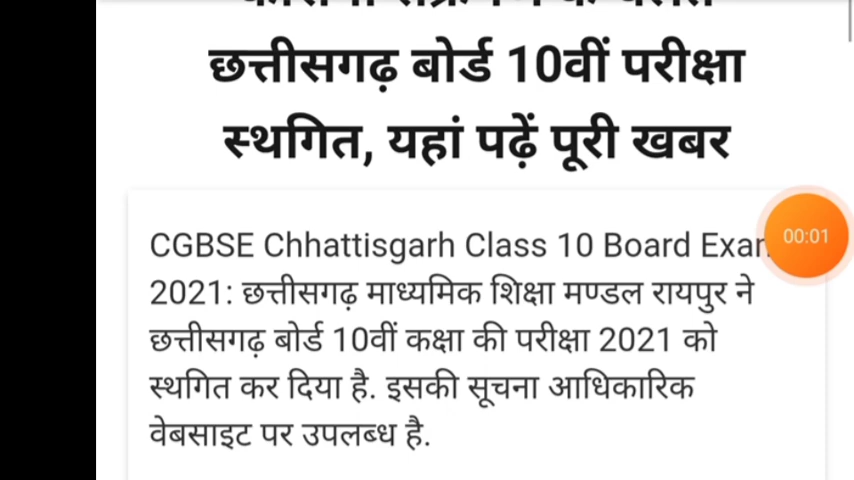 छत्तीसगढ़ बोर्ड 10वीं परीक्षा
स्थगित, यहां पढ़ें पूरी खबर
CGBSE Chhattisgarh Class 10 Board
2021: छत्तीसगढ़ माध्यमिक शिक्षा मण्डल रायपुर ने
छत्तीसगढ़ बोर्ड 10वीं कक्षा की परीक्षा 2021 को
स्थगित कर दिया है. इसकी सूचना आधिकारिक
वेबसाइट पर उपलब्ध है.
00:01